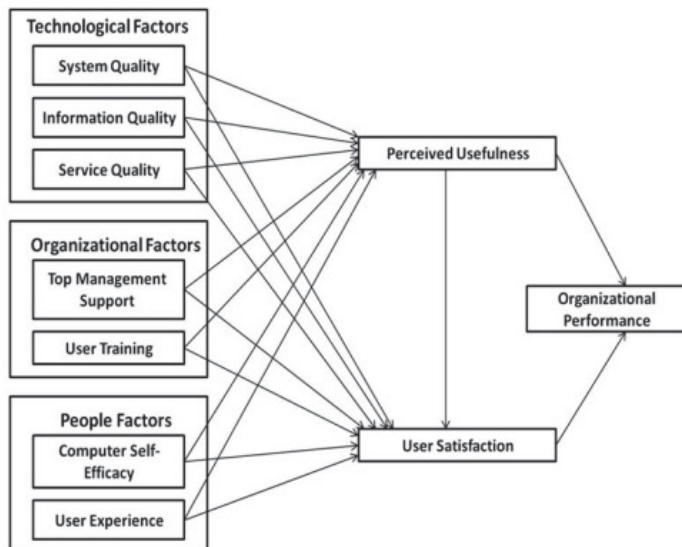 Technological Factors
System Quality
Information Quality
Service Quality
Organizational Factors
Top Management
Support
User Training
People Factors
Computer Self-
Efficacy
User Experience
Perceived Usefulness
User Satisfaction
Organizational
Performance